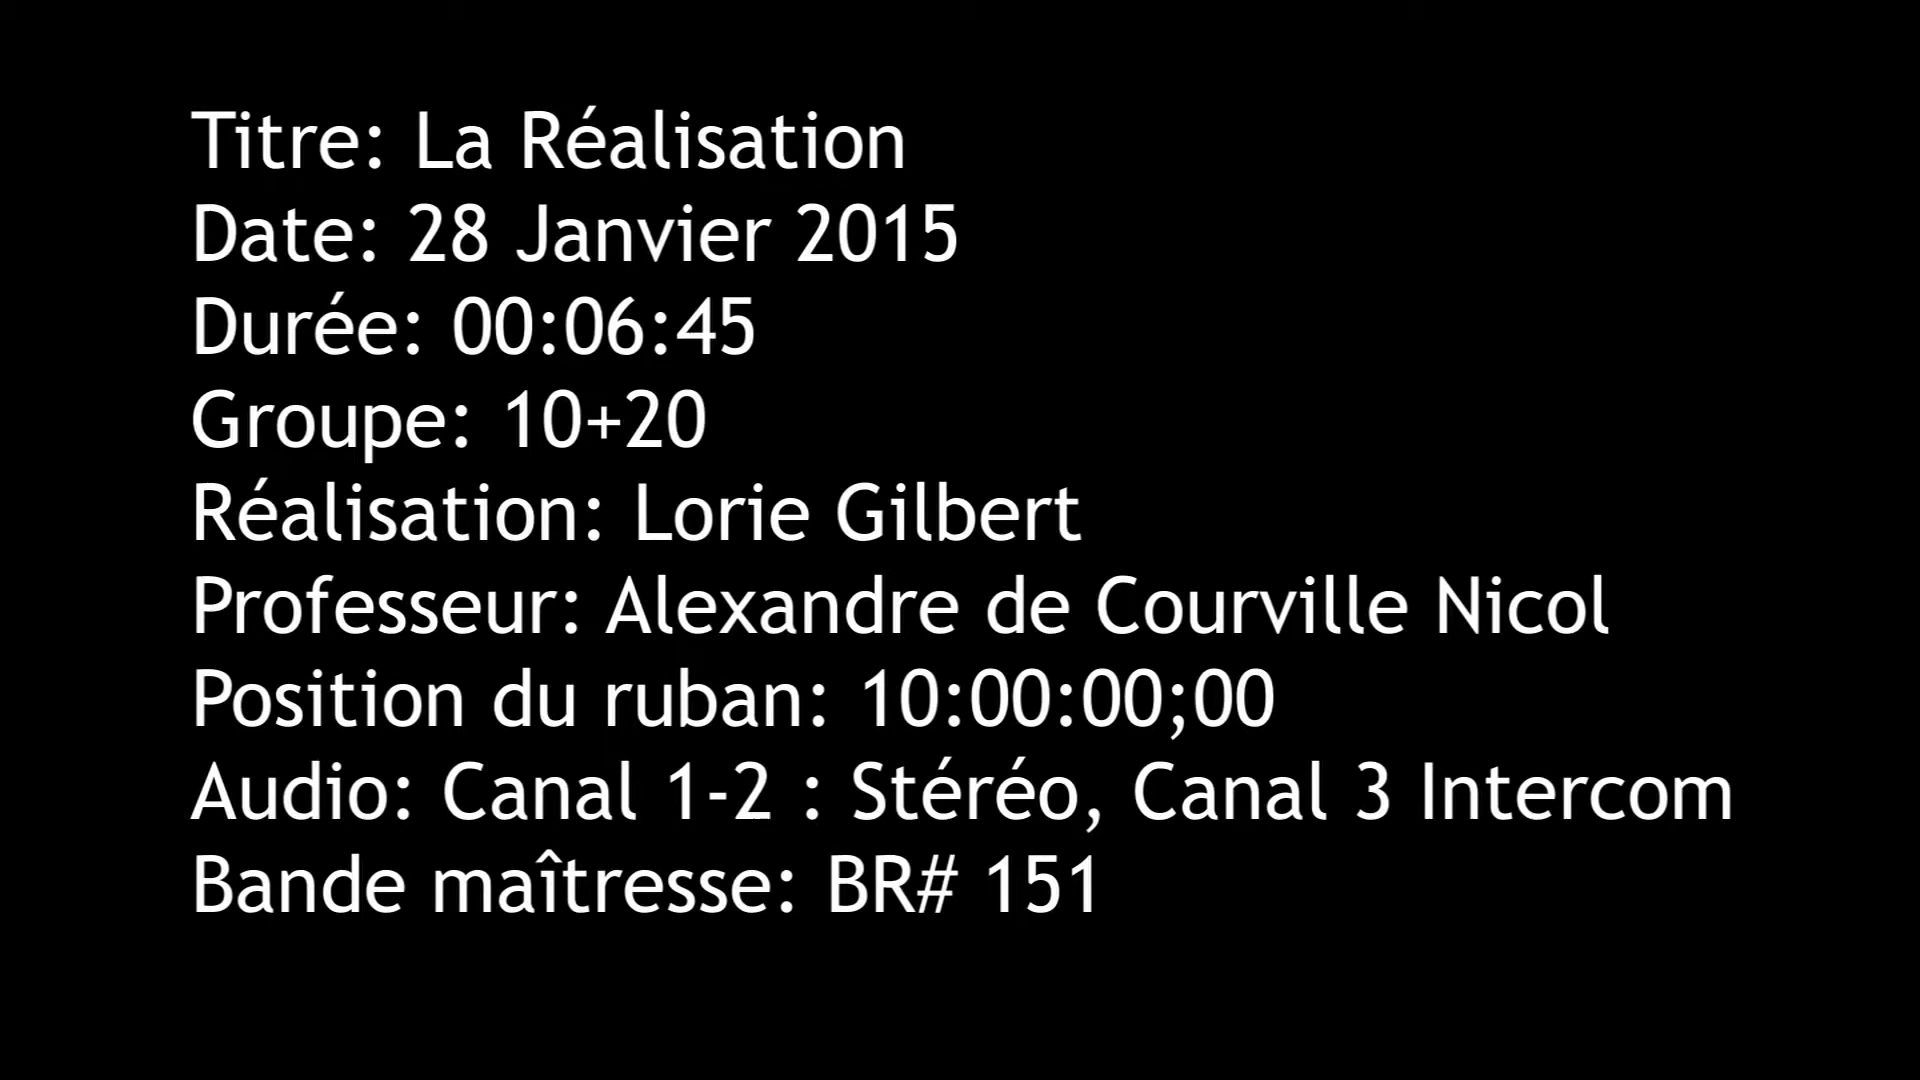 Titre: La Réalisation
Date: 28 Janvier 2015
Durée: 00:06:45
Groupe: 10+20
Réalisation: Lorie Gilbert
Professeur: Alexandre de Courville Nicol
Position du ruban: 10:00:00;00
Audio: Canal 1-2 : Stéréo, Canal 3 Intercom
Bande maîtresse: BR# 151